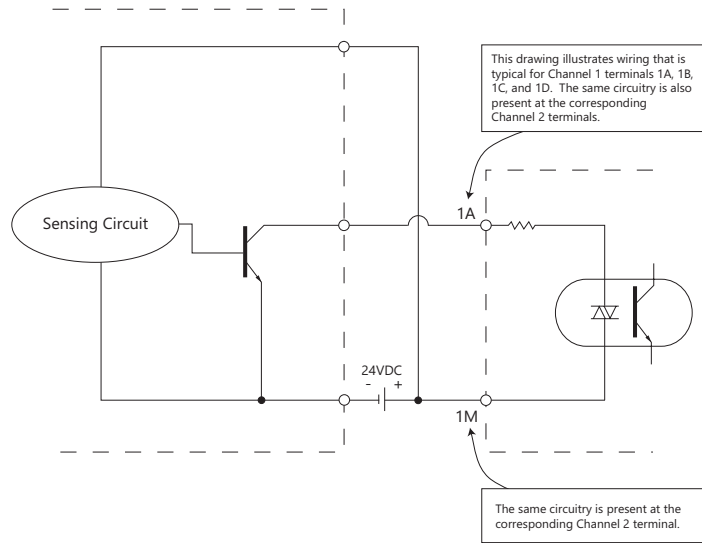 This drawing illustrates wiring that is
typical for Channel 1 terminals 1A, 1B,
1C, and 1D.  The same circuitry is also
present at the corresponding
Channel 2 terminals.
Sensing Circuit
1A
24VDC
- +
1M
The same circuitry is present at the
corresponding Channel 2 terminal.